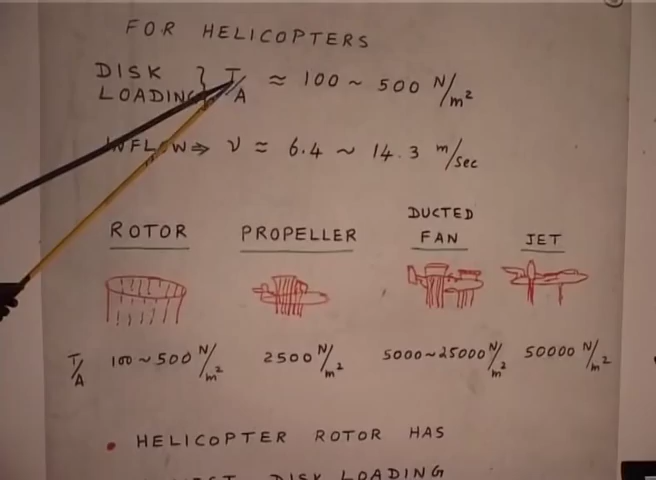 FOR HELICOPTERS
DISK LOADING } T/A ≈ 100 ~ 500 N/m²
INFLOW ⇒ ν ≈ 6.4 ~ 14.3 m/sec
ROTOR PROPELLER DUCTED FAN JET
T/A 100 ~ 500 N/m² 2500 N/m² 5000 ~ 25000 N/m² 50000 N/m²
• HELICOPTER ROTOR HAS
DISK LOADING